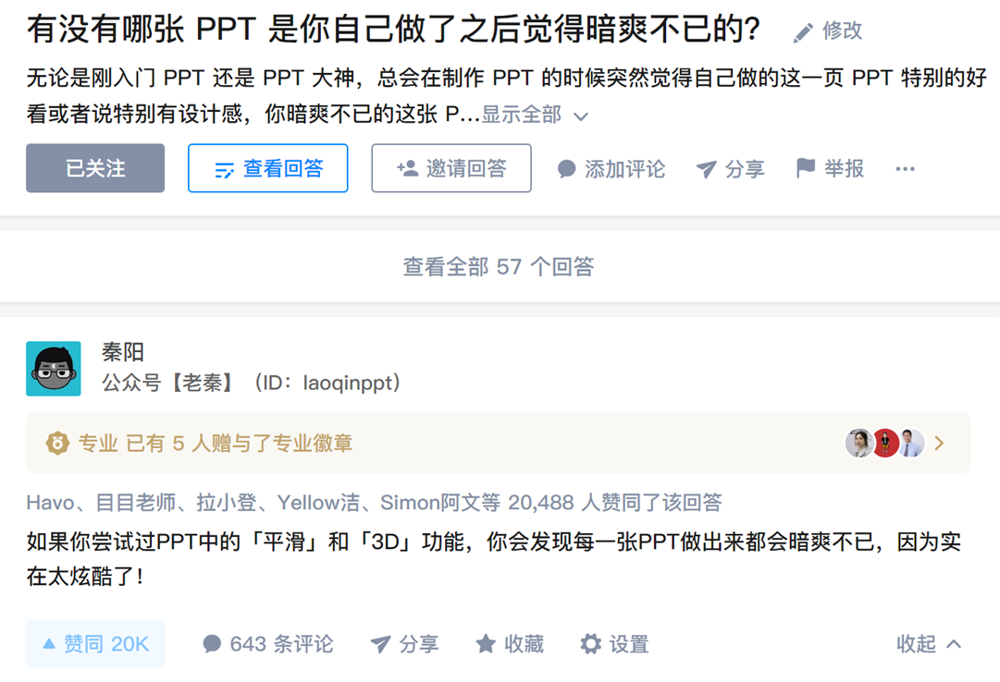 有没有哪张 PPT 是你自己做了之后觉得暗爽不已的？ 修改
无论是刚入门 PPT 还是 PPT 大神，总会在制作 PPT 的时候突然觉得自己做的这一页 PPT 特别的好
看或者说特别有设计感，你暗爽不已的这张 P...显示全部
已关注 查看回答 邀请回答 添加评论 分享 举报 ···
查看全部 57 个回答
秦阳
公众号【老秦】（ID：laoqinppt）
专业 已有 5 人赠与了专业徽章
Havo、目目老师、拉小登、Yellow洁、Simon阿文等 20,488 人赞同了该回答
如果你尝试过PPT中的「平滑」和「3D」功能，你会发现每一张PPT做出来都会暗爽不已，因为实
在太炫酷了！
赞同 20K 643 条评论 分享 收藏 设置 收起